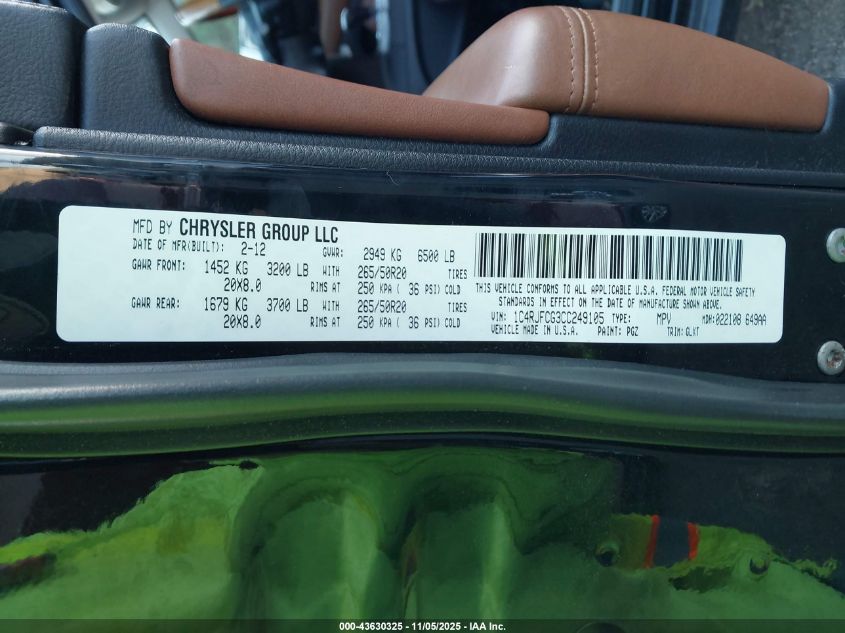 MFD BY CHRYSLER GROUP LLC
DATE OF MFR(BUILT): 2-12 GVWR: 2949 KG 6500 LB
GAWR FRONT: 1452 KG 3200 LB WITH 265/50R20 TIRES
20X8.0 RIMS AT 250 KPA ( 36 PSI) COLD
GAWR REAR: 1679 KG 3700 LB WITH 265/50R20 TIRES
20X8.0 RIMS AT 250 KPA ( 36 PSI) COLD
THIS VEHICLE CONFORMS TO ALL APPLICABLE U.S.A. FEDERAL MOTOR VEHICLE SAFETY
STANDARDS IN EFFECT ON THE DATE OF MANUFACTURE SHOWN ABOVE.
VIN: 1C4RJFCG3CC249105 TYPE: MPV MDH: 022108 649AA
VEHICLE MADE IN U.S.A. PAINT: PGZ TRIM: GLKT
000-43630325 - 11/05/2025 - IAA Inc.